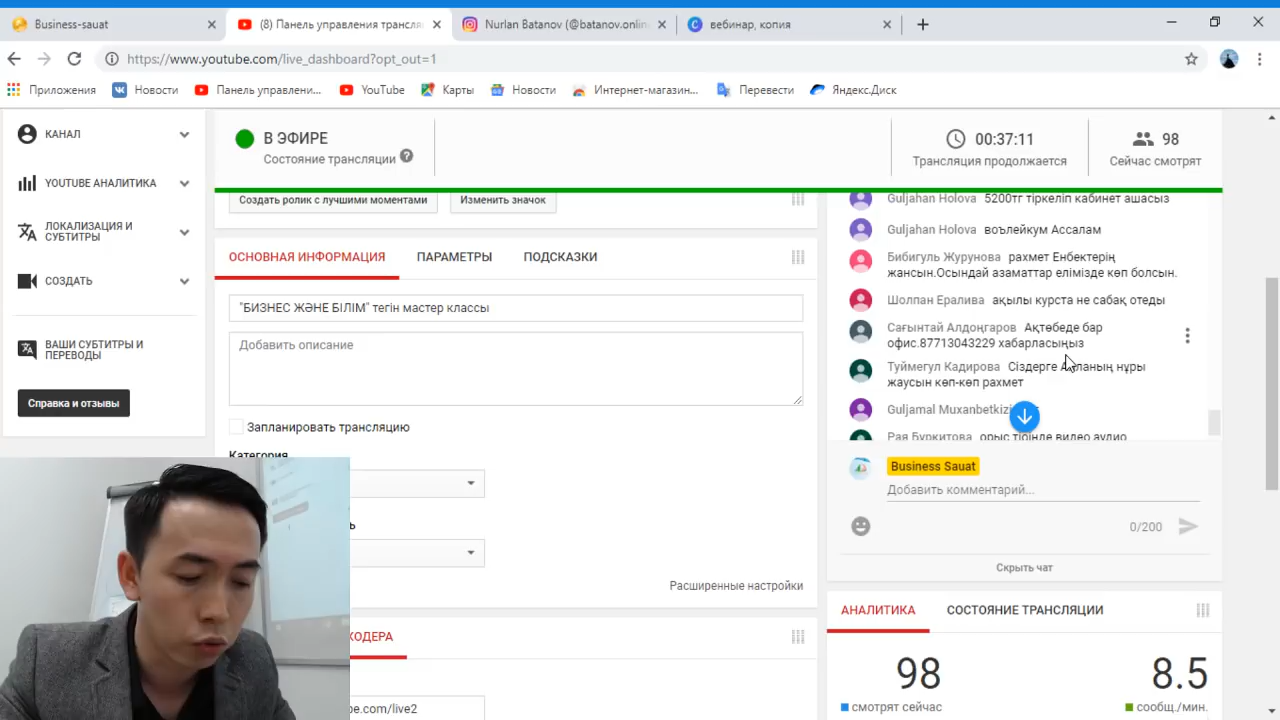 Business-sauat
(8) Панель управления трансля
Nurlan Batanov (@batanov.online
вебинар, копия
https://www.youtube.com/live_dashboard?opt_out=1
Приложения
Новости
Панель управлени...
YouTube
Карты
Новости
Интернет-магазин...
Перевести
Яндекс.Диск
КАНАЛ
YOUTUBE АНАЛИТИКА
ЛОКАЛИЗАЦИЯ И
СУБТИТРЫ
СОЗДАТЬ
ВАШИ СУБТИТРЫ И
ПЕРЕВОДЫ
Справка и отзывы
В ЭФИРЕ
Состояние трансляции
00:37:11
Трансляция продолжается
98
Сейчас смотрят
Создать ролик с лучшими моментами
Изменить значок
ОСНОВНАЯ ИНФОРМАЦИЯ
ПАРАМЕТРЫ
ПОДСКАЗКИ
"БИЗНЕС ЖӘНЕ БІЛІМ" тегін мастер классы
Добавить описание
Запланировать трансляцию
Категория
Расширенные настройки
КОДЕРА
be.com/live2
Guljahan Holova 5200тг тіркеліп кабинет ашасыз
Guljahan Holova воълейкум Ассалам
Бибигуль Журунова рахмет Енбектерің
жансын.Осындай азаматтар елімізде көп болсын.
Шолпан Ералива ақылы курста не сабақ отеды
Сағынтай Алдоңгаров Ақтөбеде бар
офис.87713043229 хабарласыңыз
Туймегул Кадирова Сіздерге Алланың нұры
жаусын көп-көп рахмет
Guljamal Muxanbetkizi
Рая Буркитова орыс тірінде видео аудио
Business Sauat
Добавить комментарий...
0/200
Скрыть чат
АНАЛИТИКА
СОСТОЯНИЕ ТРАНСЛЯЦИИ
98
смотрят сейчас
8.5
сообщ./мин.